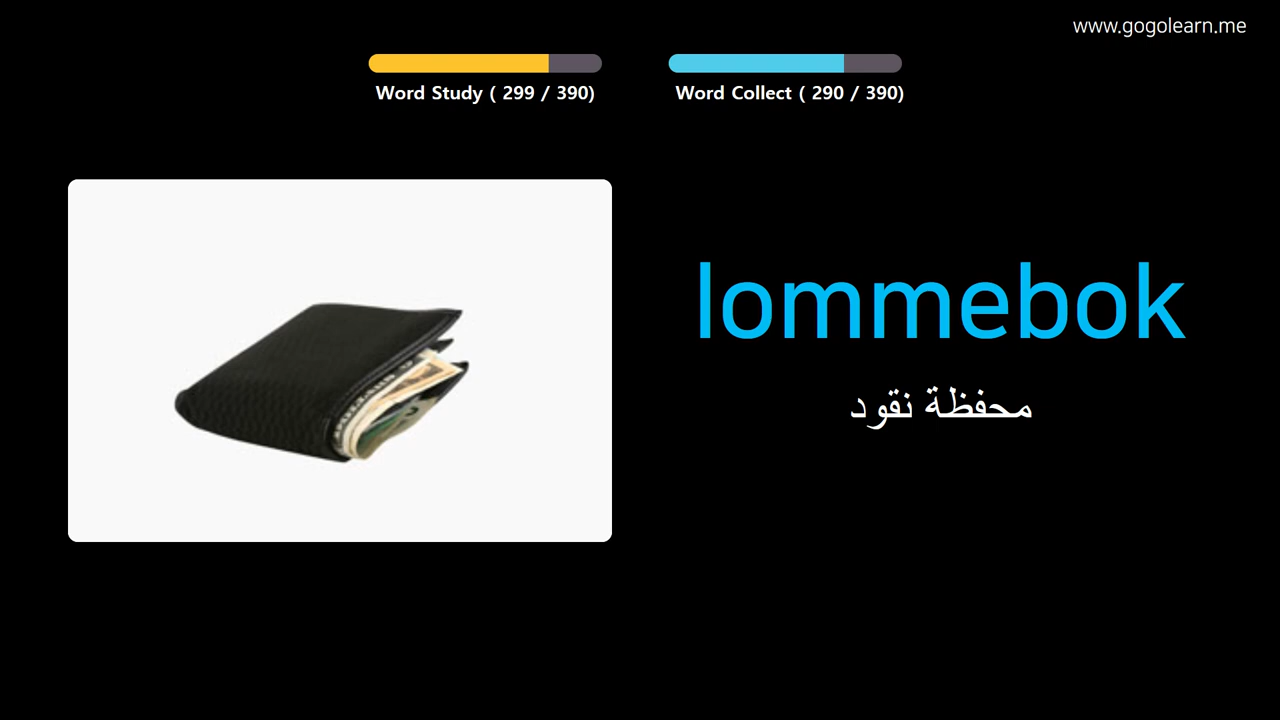 www.gogolearn.me
Word Study ( 299 / 390)
Word Collect ( 290 / 390)
lommebok
محفظة نقود